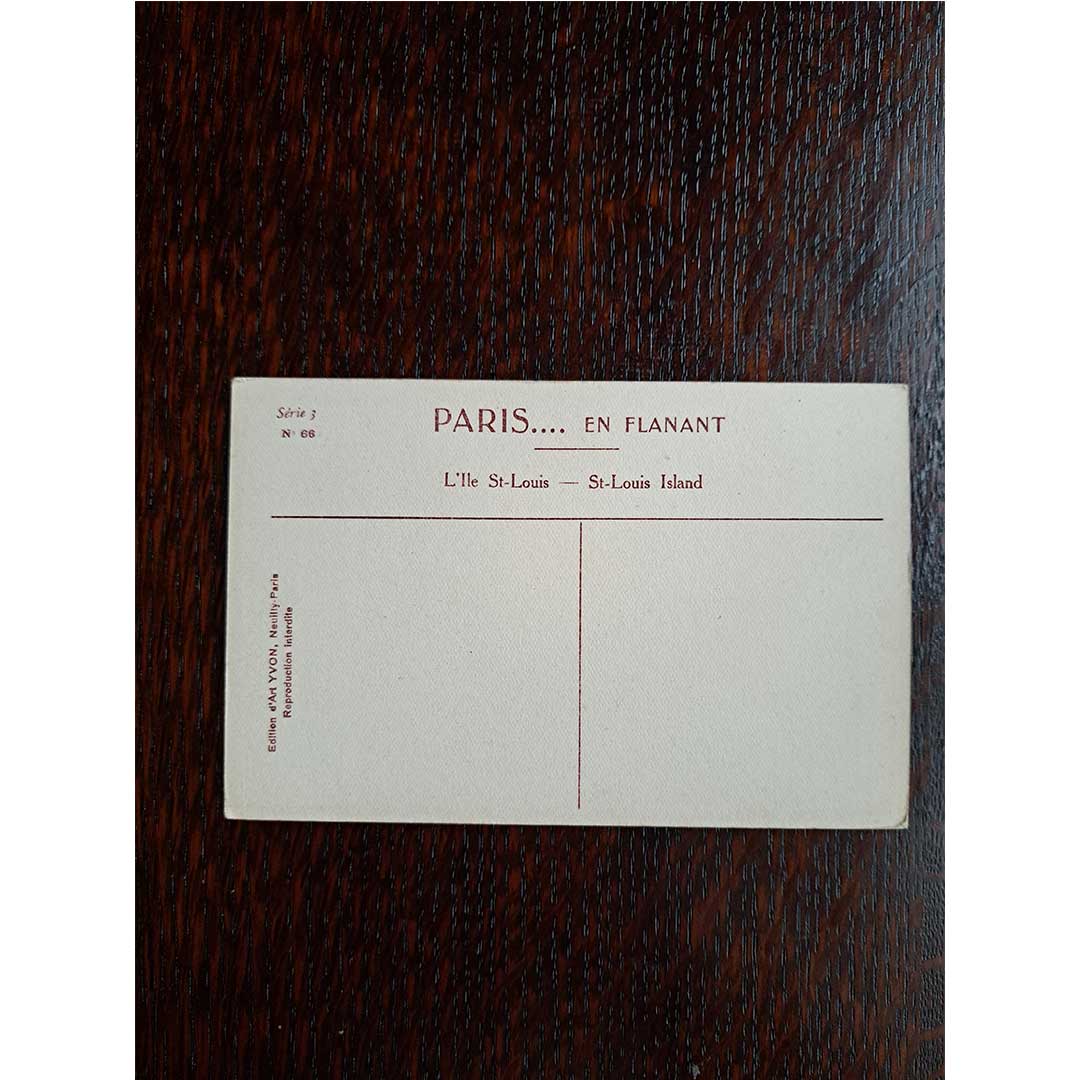 Série 3
N° 66
PARIS.... EN FLANANT
L'Ile St-Louis — St-Louis Island
Edition d'Art YVON, Neuilly-Paris
Reproduction interdite